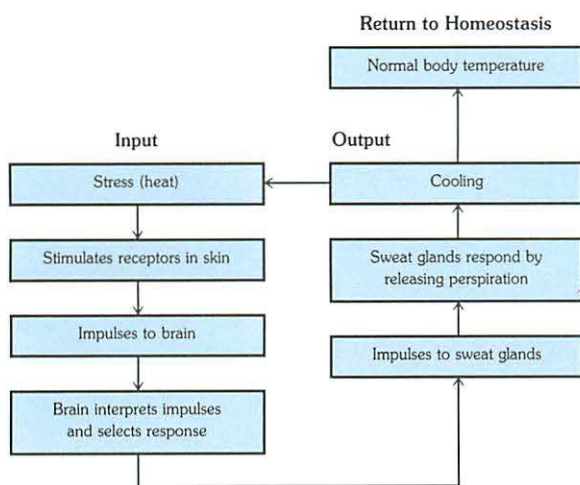 Return to Homeostasis
Normal body temperature
Input
Output
Stress (heat)
Cooling
Stimulates receptors in skin
Sweat glands respond by
releasing perspiration
Impulses to brain
Impulses to sweat glands
Brain interprets impulses
and selects response